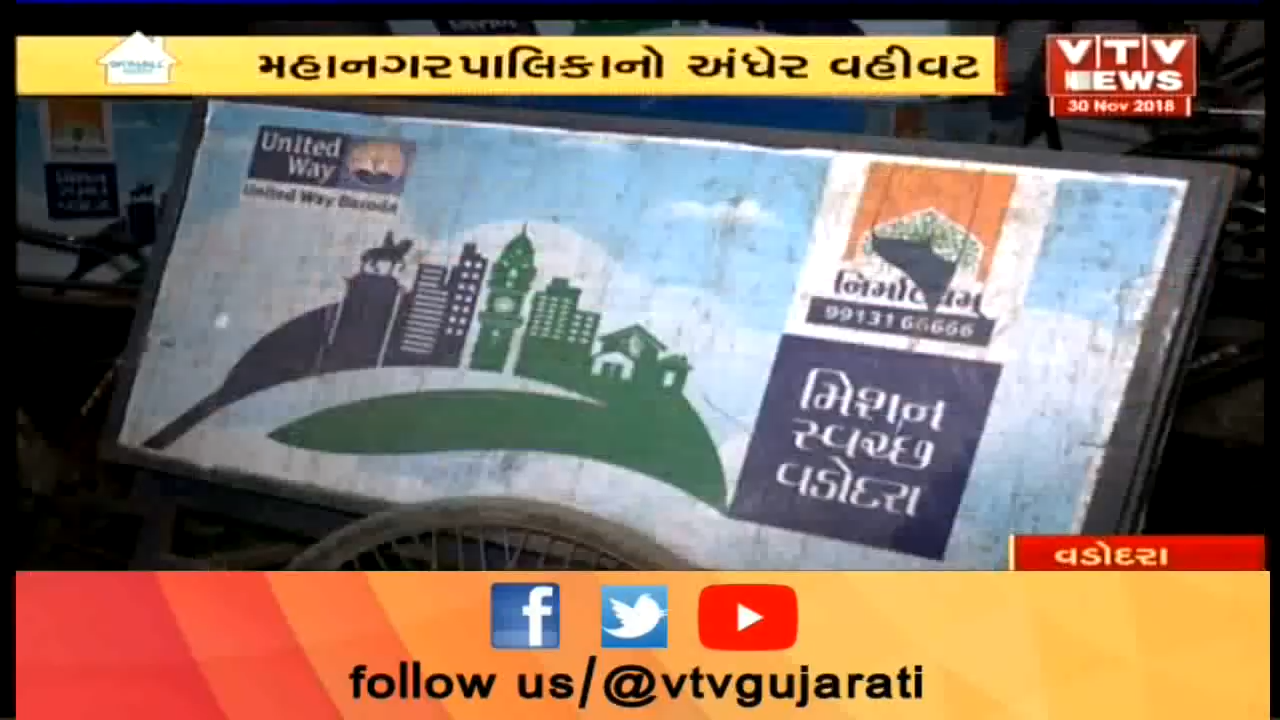 મહાનગરપાલિકાનો અંધેર વહીવટ
VTV
NEWS
30 Nov 2018
United
Way
United Way Baroda
99131 66666
મિશન
સ્વચ્છ
વડોદરા
વડોદરા
follow us/@vtvgujarati